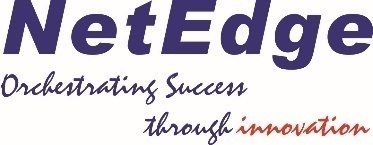 NetEdge
Orchestrating Success
through innovation